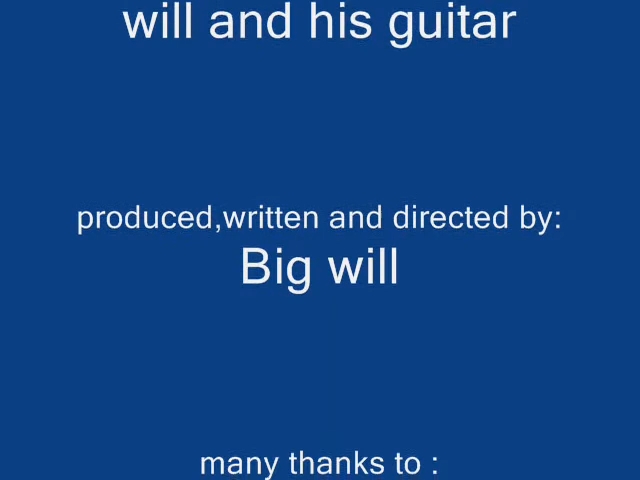 will and his guitar
produced,written and directed by:
Big will
many thanks to :